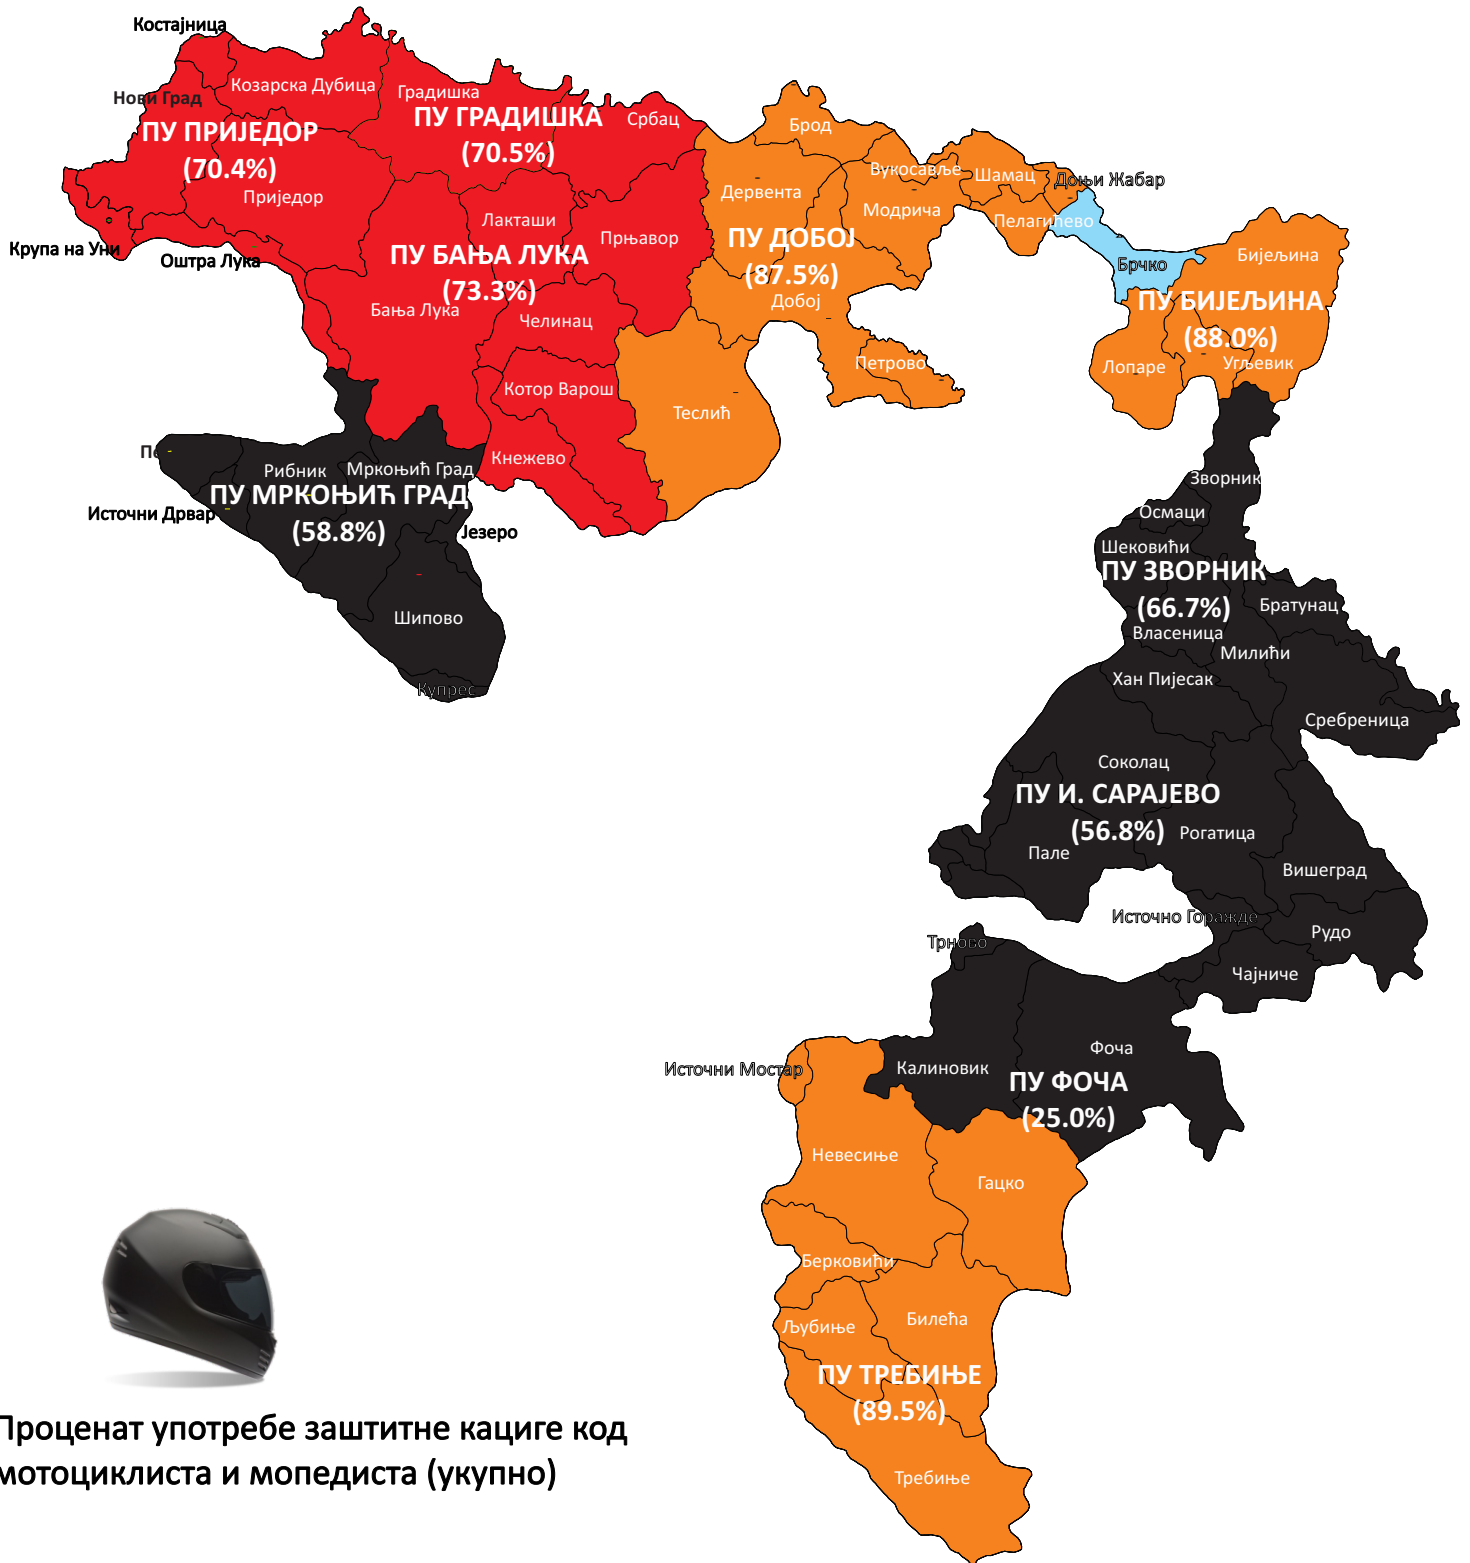 Костајница
Козарска Дубица
Градишка
Нови Град
ПУ ПРИЈЕДОР
(70.4%)
ПУ ГРАДИШКА
(70.5%)
Србац
Брод
Вукосавље
Шамац
Доњи Жабар
Приједор
Дервента
Модрича
Пелагићево
Лакташи
Прњавор
ПУ ДОБОЈ
(87.5%)
Крупа на Уни
Оштра Лука
ПУ БАЊА ЛУКА
(73.3%)
Брчко
Бијељина
Бања Лука
Челинац
Добој
ПУ БИЈЕЉИНА
(88.0%)
Петрово
Лопаре
Угљевик
Котор Варош
Теслић
Кнежево
Рибник
Мркоњић Град
ПУ МРКОЊИЋ ГРАД
(58.8%)
Источни Дрвар
Језеро
Шипово
Купрес
Зворник
Осмаци
Шековићи
ПУ ЗВОРНИК
(66.7%)
Братунац
Власеница
Милићи
Хан Пијесак
Сребреница
Соколац
ПУ И. САРАЈЕВО
(56.8%)
Рогатица
Пале
Вишеград
Источно Горажде
Рудо
Трново
Чајниче
Фоча
Источни Мостар
Калиновик
ПУ ФОЧА
(25.0%)
Невесиње
Гацко
Берковићи
Билећа
Љубиње
ПУ ТРЕБИЊЕ
(89.5%)
Требиње
Проценат употребе заштитне кациге код
мотоциклиста и мопедиста (укупно)